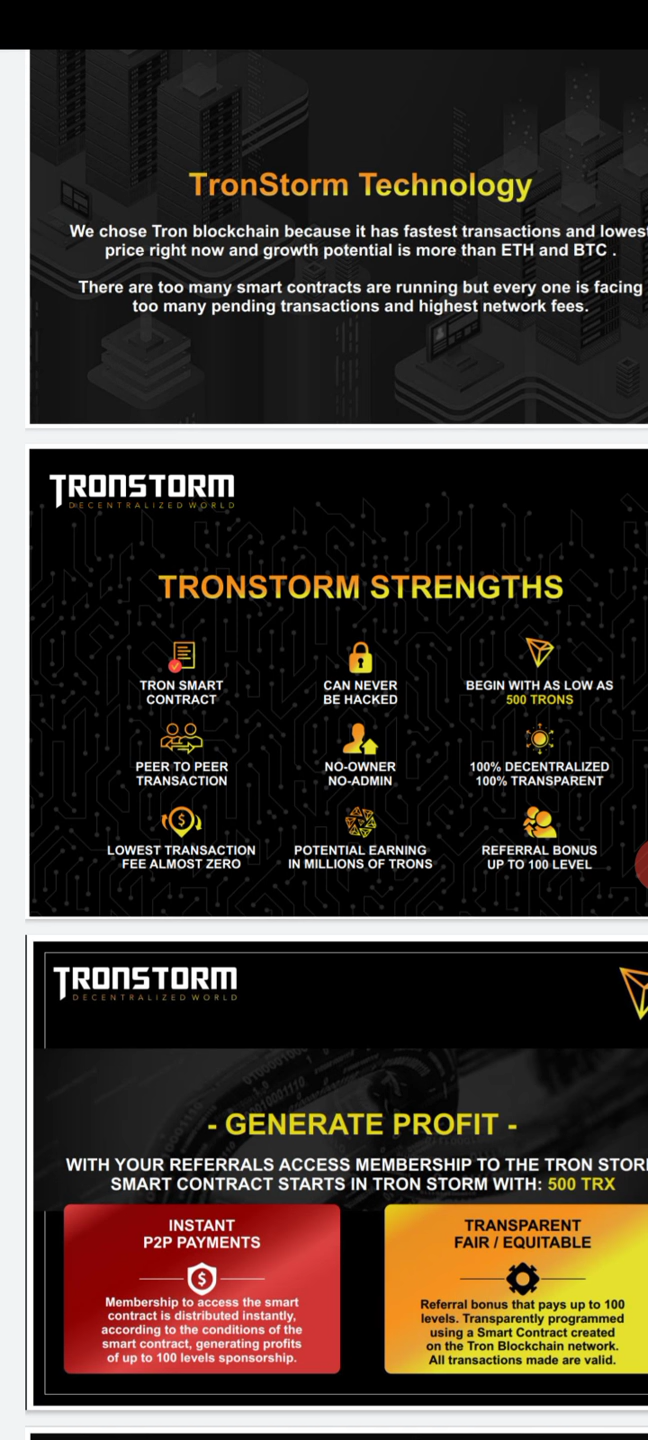 TronStorm Technology
We chose Tron blockchain because it has fastest transactions and lowest
price right now and growth potential is more than ETH and BTC .
There are too many smart contracts are running but every one is facing
too many pending transactions and highest network fees.
TRONSTORM
DECENTRALIZED WORLD
TRONSTORM STRENGTHS
TRON SMART
CONTRACT
CAN NEVER
BE HACKED
BEGIN WITH AS LOW AS
500 TRONS
PEER TO PEER
TRANSACTION
NO-OWNER
NO-ADMIN
100% DECENTRALIZED
100% TRANSPARENT
LOWEST TRANSACTION
FEE ALMOST ZERO
POTENTIAL EARNING
IN MILLIONS OF TRONS
REFERRAL BONUS
UP TO 100 LEVEL
TRONSTORM
DECENTRALIZED WORLD
- GENERATE PROFIT -
WITH YOUR REFERRALS ACCESS MEMBERSHIP TO THE TRON
SMART CONTRACT STARTS IN TRON STORM WITH: 500 TRX
INSTANT
P2P PAYMENTS
Membership to access the smart
contract is distributed instantly,
according to the conditions of the
smart contract, generating profits
of up to 100 levels sponsorship.
TRANSPARENT
FAIR / EQUITABLE
Referral bonus that pays up to 100
levels. Transparently programmed
using a Smart Contract created
on the Tron Blockchain network.
All transactions made are valid.